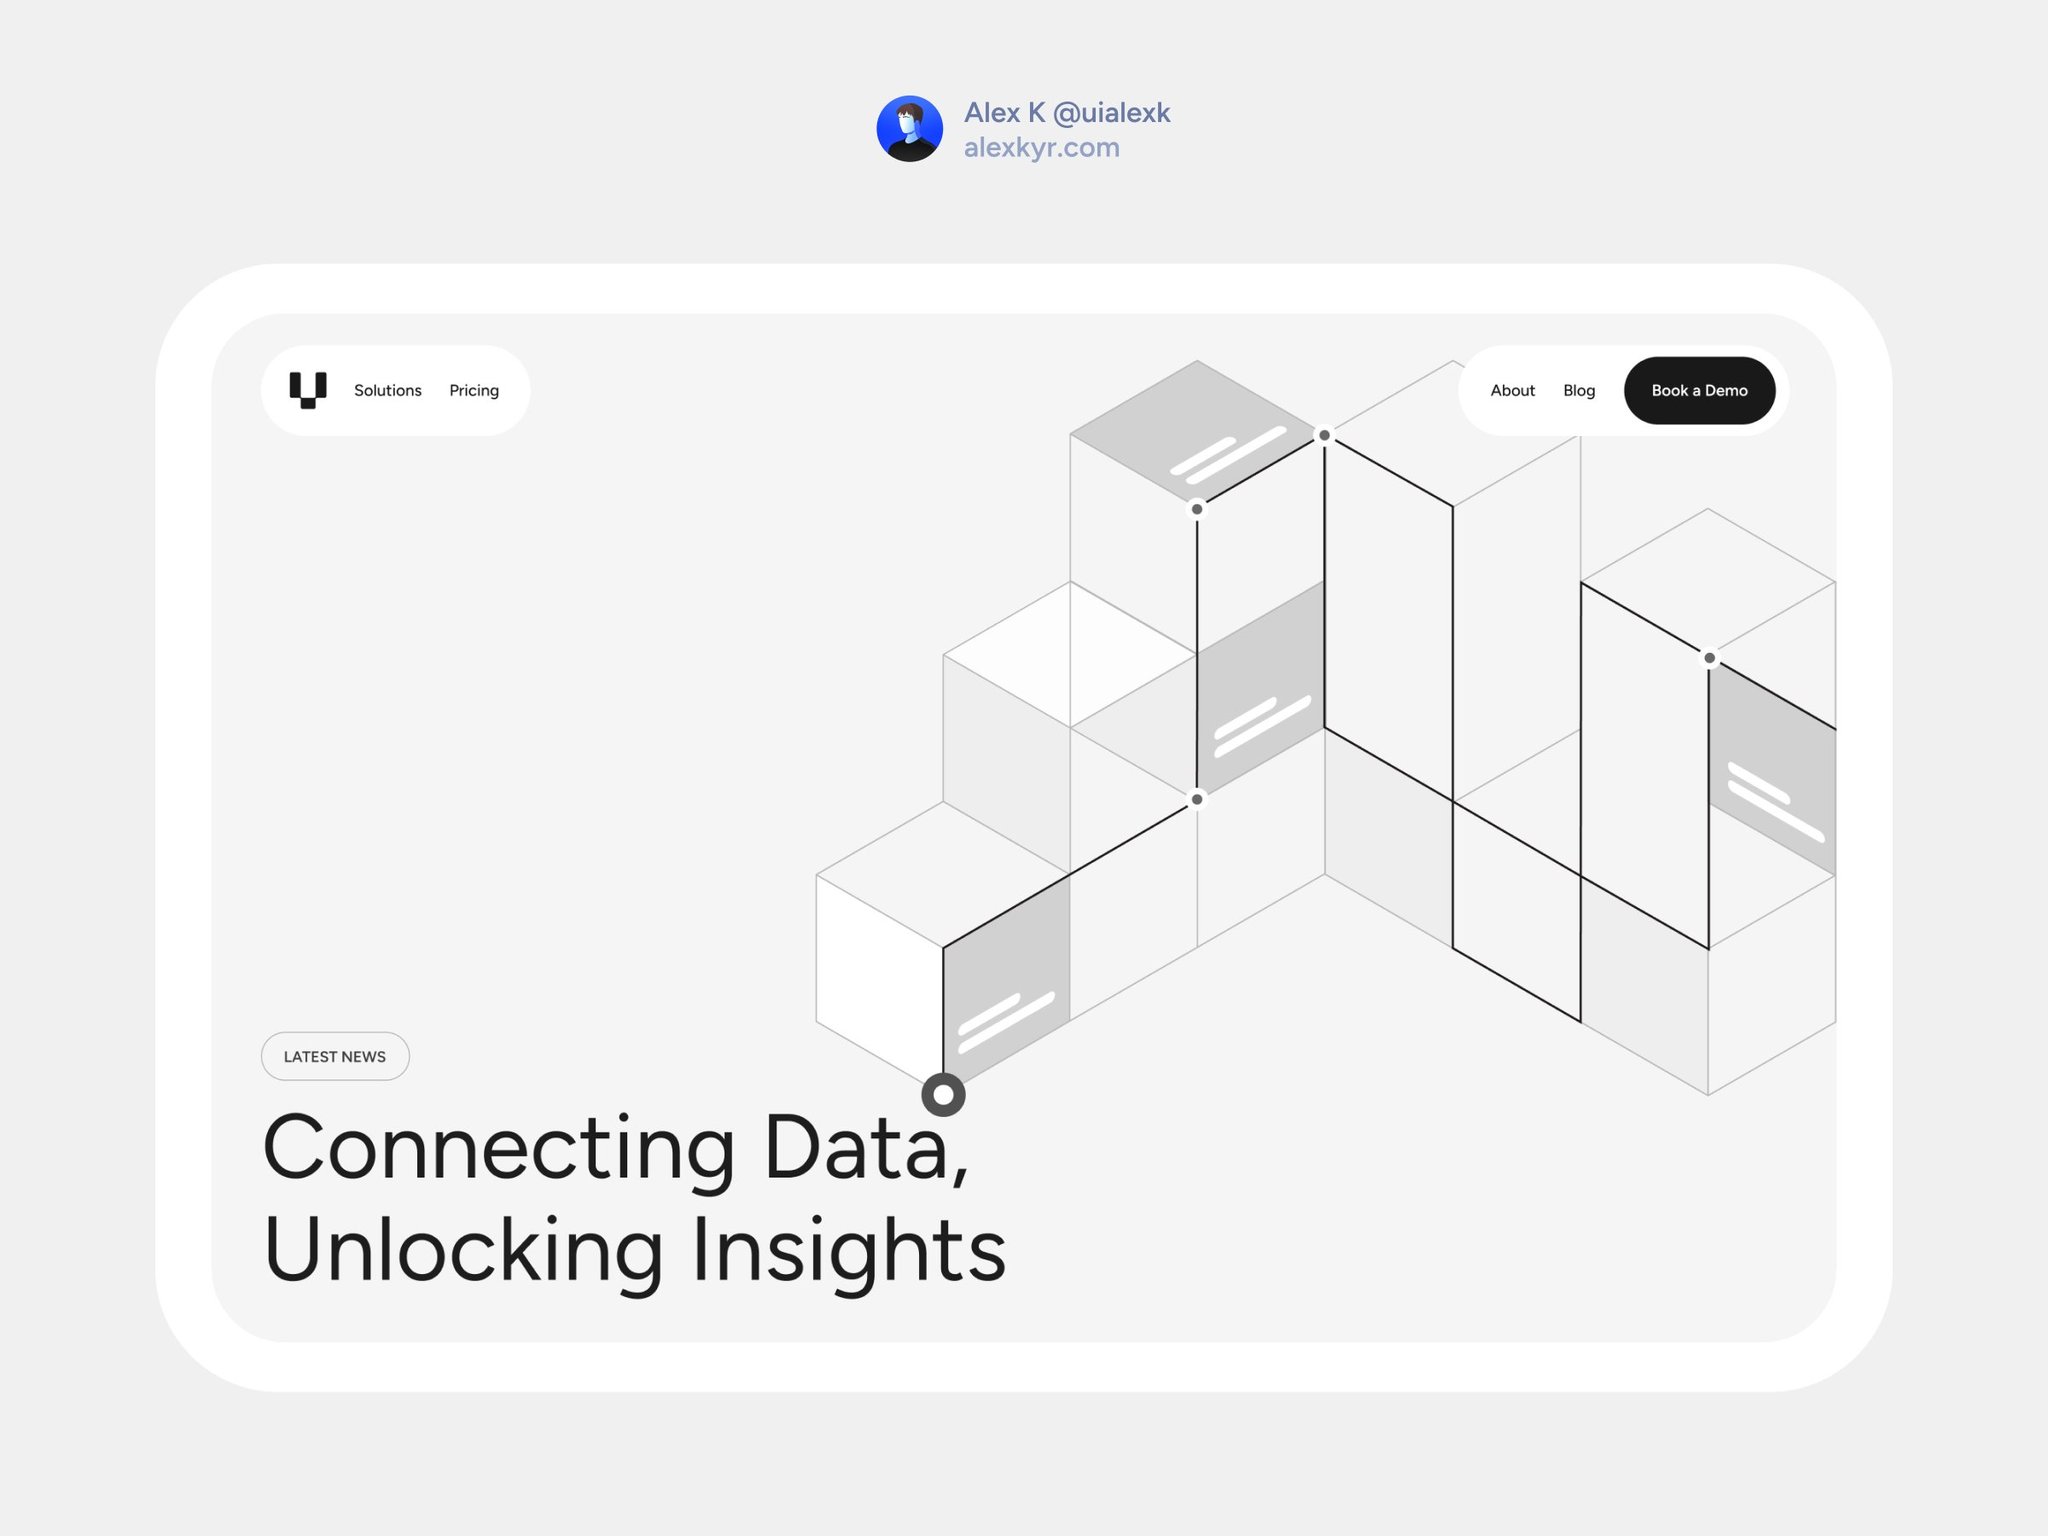 Alex K @uialexk
alexkyr.com
Solutions Pricing
About Blog Book a Demo
LATEST NEWS
Connecting Data,
Unlocking Insights